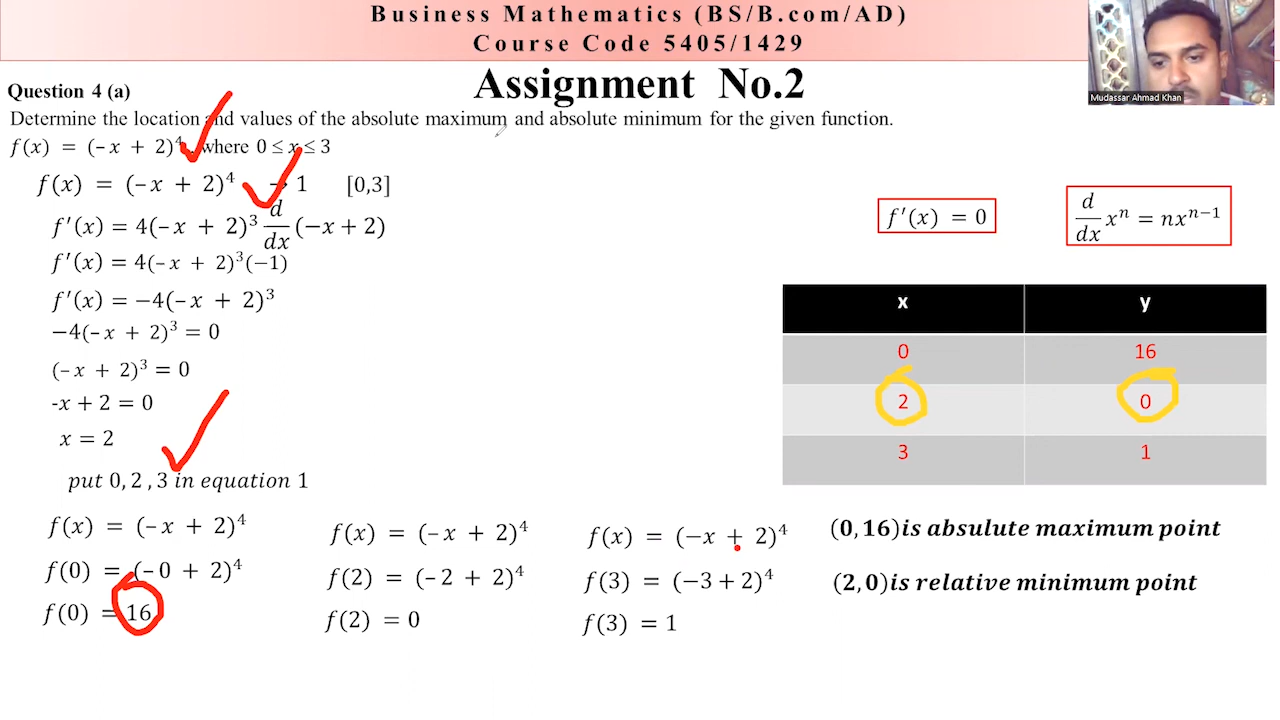 Business Mathematics (BS/B.com/AD)
Course Code 5405/1429
Assignment No.2
Mudassar Ahmad Khan
Question 4 (a)
Determine the location and values of the absolute maximum and absolute minimum for the given function.
f(x) = (−x + 2)⁴, where 0 ≤ x ≤ 3
f(x) = (−x + 2)⁴ → 1 [0,3]
f′(x) = 4(−x + 2)³ d/dx (−x + 2)
f′(x) = 4(−x + 2)³(−1)
f′(x) = −4(−x + 2)³
−4(−x + 2)³ = 0
(−x + 2)³ = 0
-x + 2 = 0
x = 2
put 0, 2 , 3 in equation 1
f(x) = (−x + 2)⁴
f(0) = (−0 + 2)⁴
f(0) = 16
f(x) = (−x + 2)⁴
f(2) = (−2 + 2)⁴
f(2) = 0
f(x) = (−x + 2)⁴
f(3) = (−3 + 2)⁴
f(3) = 1
f′(x) = 0
d/dx xⁿ = nxⁿ⁻¹
x y
0 16
2 0
3 1
(0, 16)is absulute maximum point
(2, 0)is relative minimum point